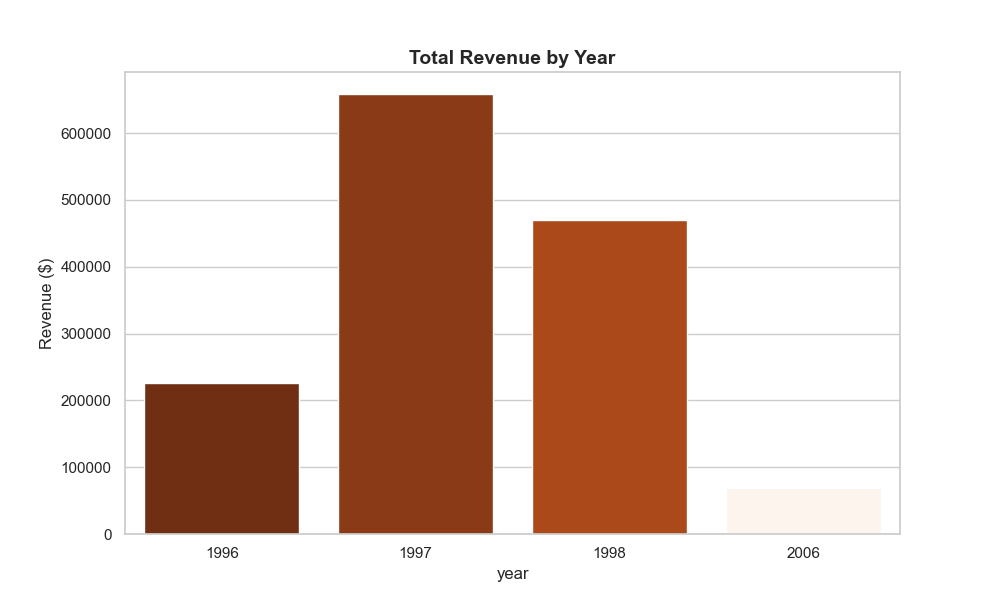 Total Revenue by Year
Revenue ($)
600000
500000
400000
300000
200000
100000
0
1996 1997 1998 2006
year